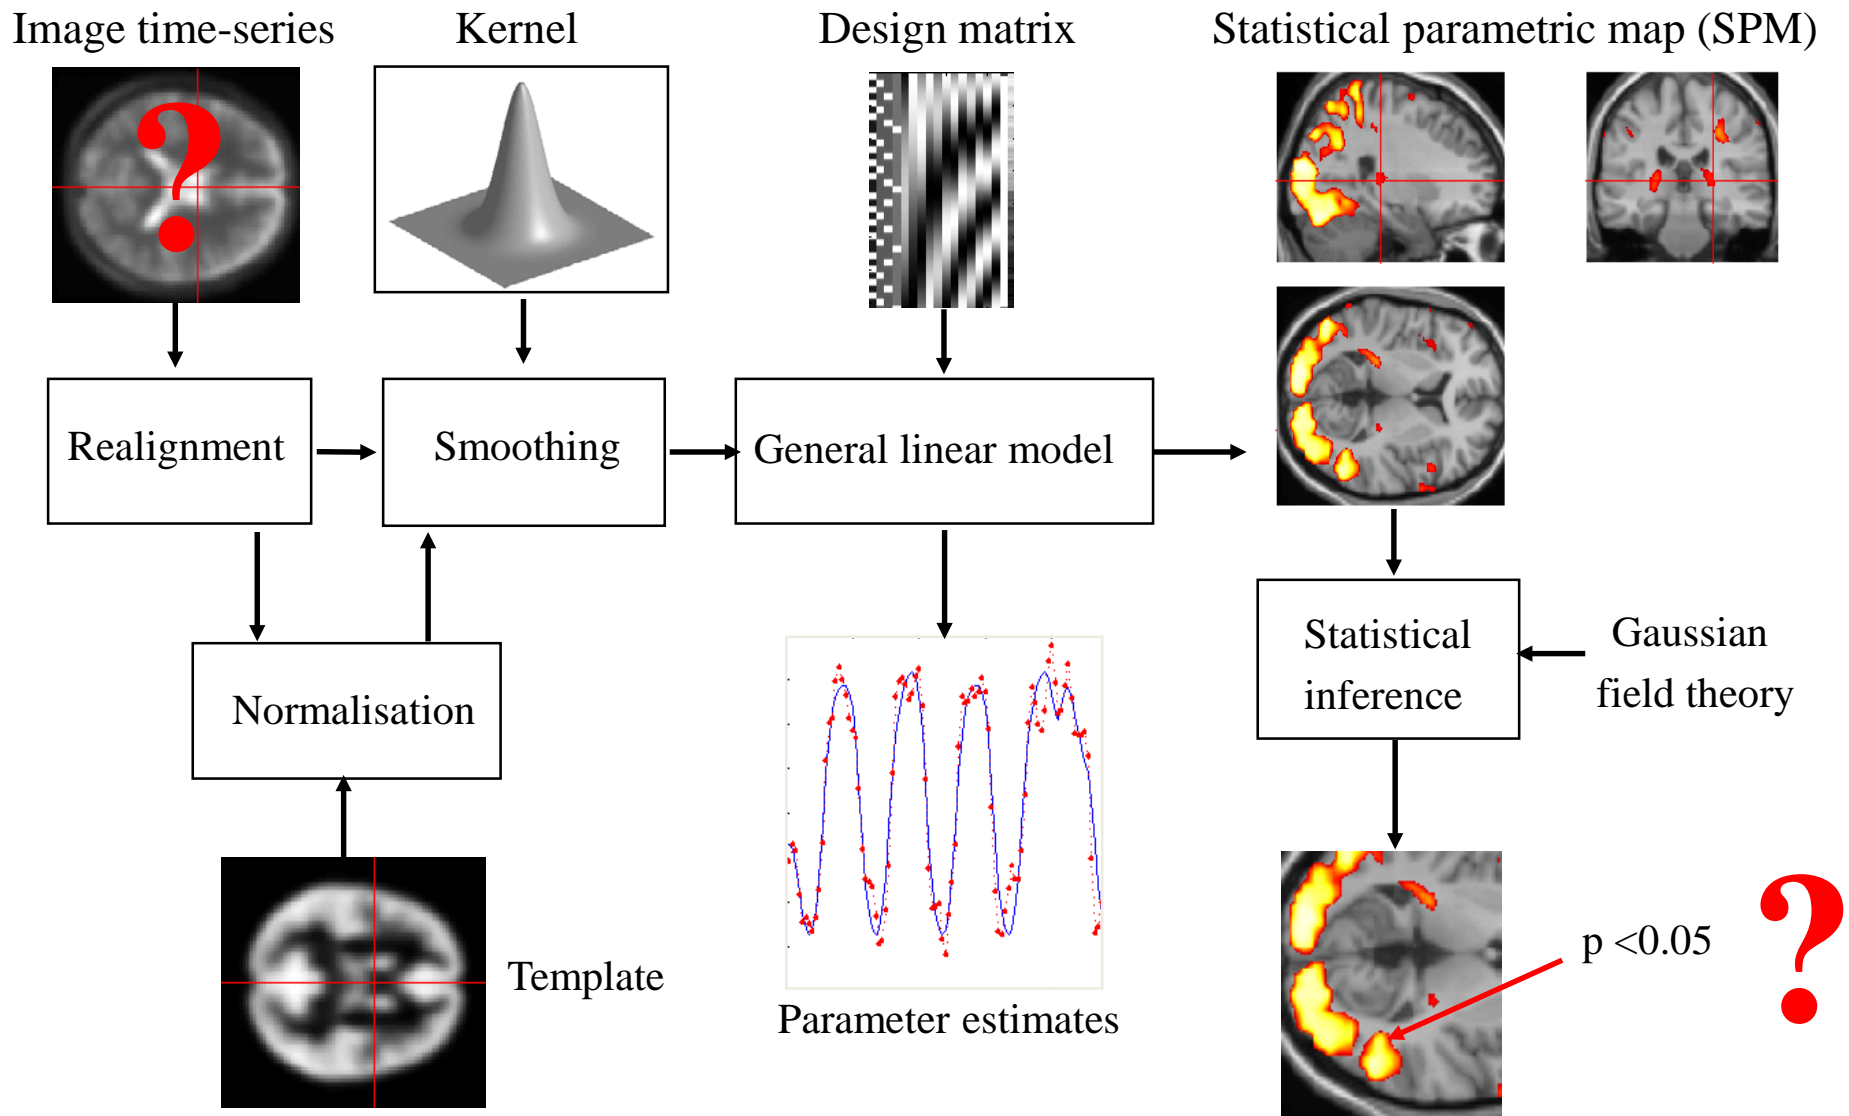 Image time-series
Kernel
Design matrix
Statistical parametric map (SPM)
?
Realignment
Smoothing
General linear model
Statistical
inference
Gaussian
field theory
Normalisation
Template
Parameter estimates
p <0.05
?